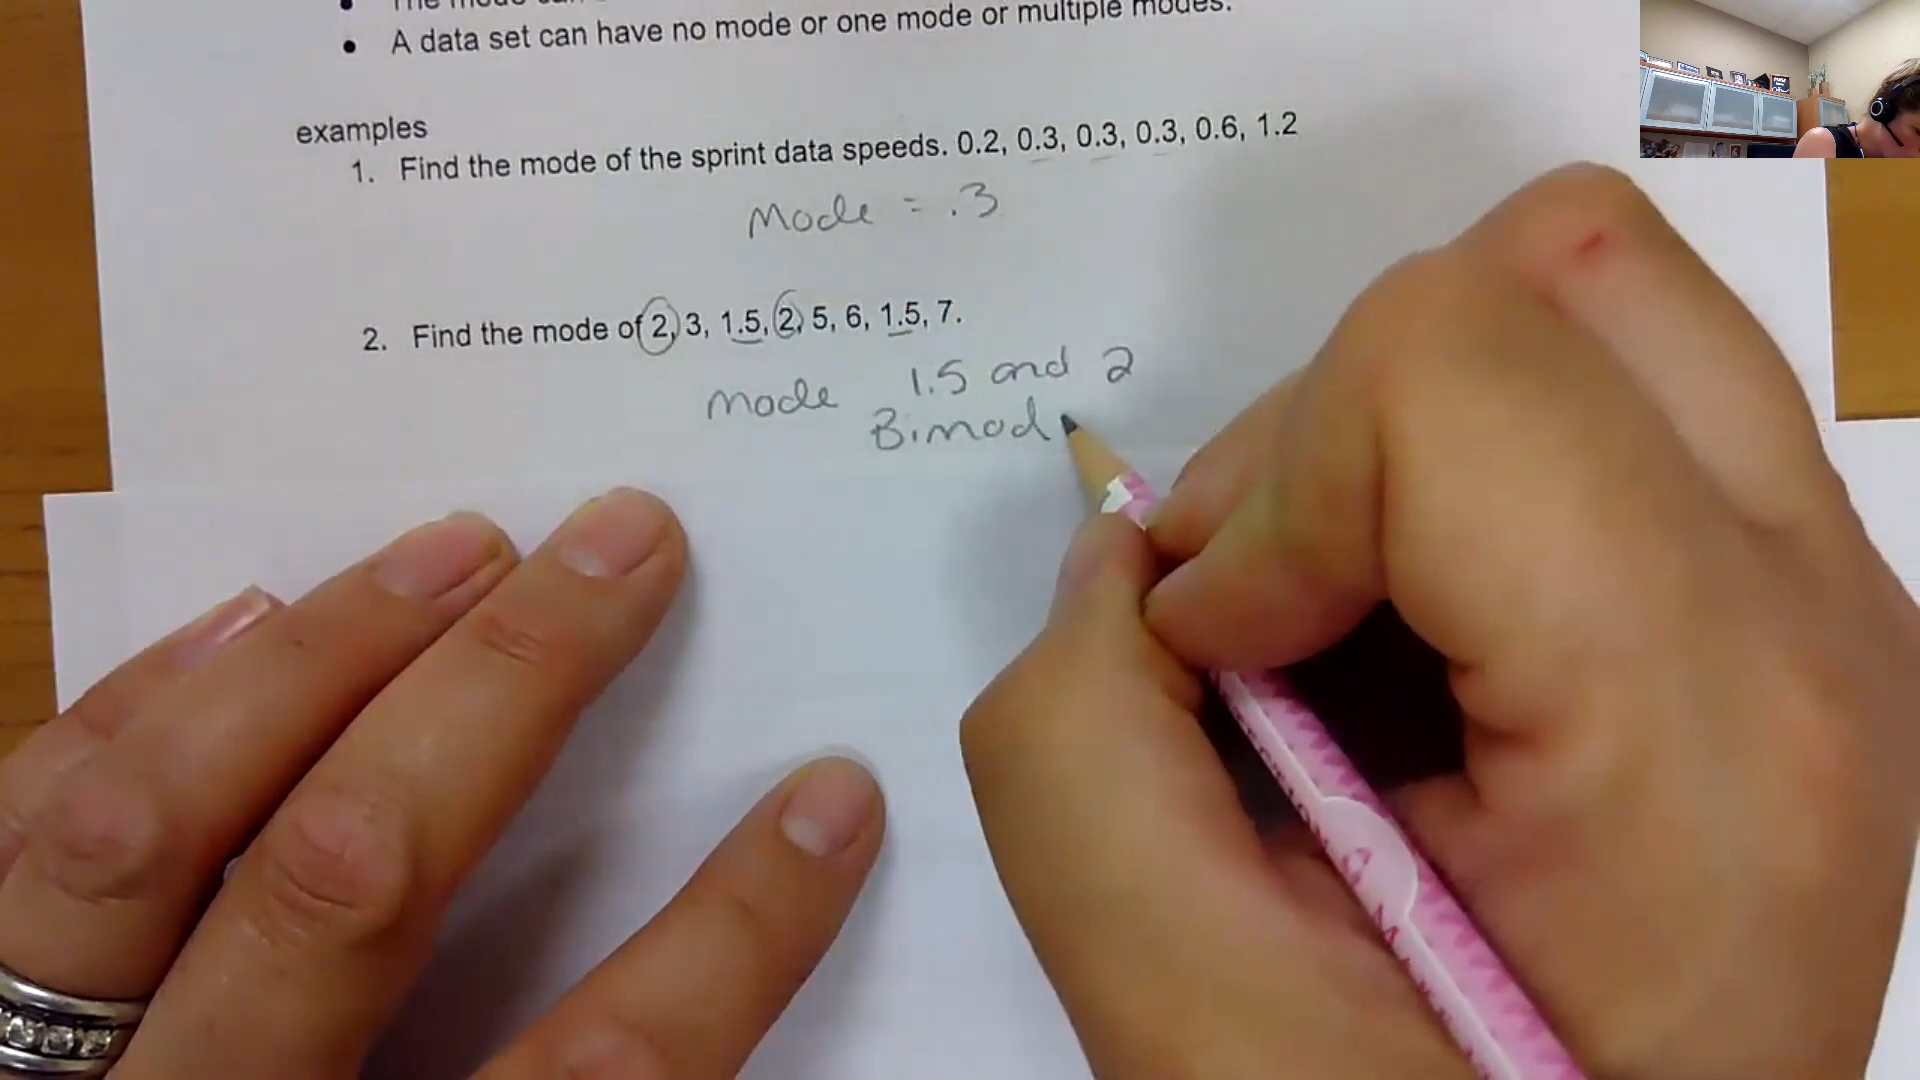 The mode can
• A data set can have no mode or one mode or multiple modes.
examples
1. Find the mode of the sprint data speeds. 0.2, 0.3, 0.3, 0.3, 0.6, 1.2
Mode = .3
2. Find the mode of 2, 3, 1.5, 2, 5, 6, 1.5, 7.
mode 1.5 and 2
Bimod